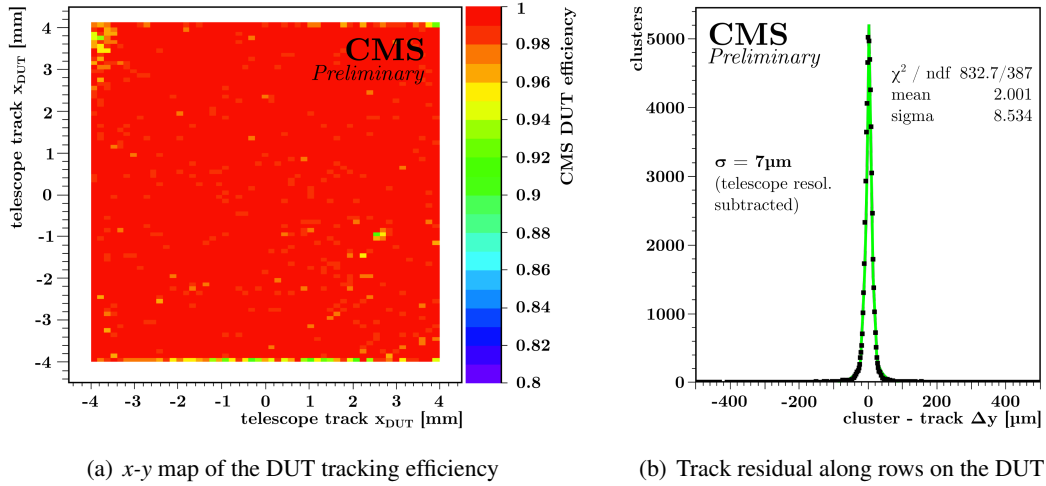 telescope track x_DUT [mm]
4
3
2
1
0
-1
-2
-3
-4
CMS
Preliminary
-4 -3 -2 -1 0 1 2 3 4
telescope track x_DUT [mm]
1
0.98
0.96
0.94
0.92
0.9
0.88
0.86
0.84
0.82
0.8
CMS DUT efficiency
(a) x-y map of the DUT tracking efficiency
clusters
5000
4000
3000
2000
1000
0
CMS
Preliminary
χ² / ndf 832.7/387
mean 2.001
sigma 8.534
σ = 7μm
(telescope resol.
subtracted)
-400 -200 0 200 400
cluster - track Δy [μm]
(b) Track residual along rows on the DUT